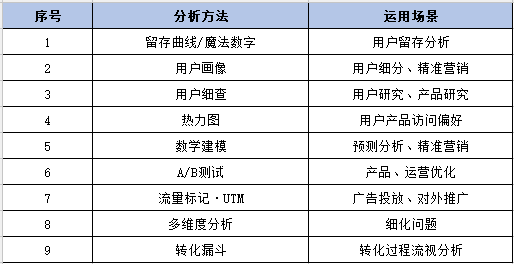 序号 分析方法 运用场景
1 留存曲线/魔法数字 用户留存分析
2 用户画像 用户细分、精准营销
3 用户细查 用户研究、产品研究
4 热力图 用户产品访问偏好
5 数学建模 预测分析、精准营销
6 A/B测试 产品、运营优化
7 流量标记·UTM 广告投放、对外推广
8 多维度分析 细化问题
9 转化漏斗 转化过程流视分析